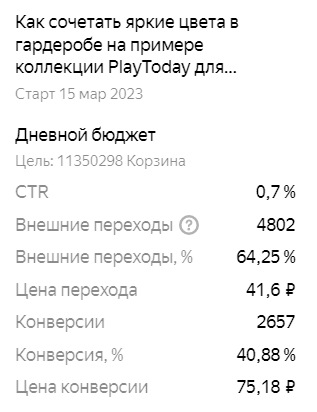 Как сочетать яркие цвета в
гардеробе на примере
коллекции PlayToday для...
Старт 15 мар 2023
Дневной бюджет
Цель: 11350298 Корзина
CTR 0,7 %
Внешние переходы ? 4802
Внешние переходы, % 64,25 %
Цена перехода 41,6 ₽
Конверсии 2657
Конверсия, % 40,88 %
Цена конверсии 75,18 ₽